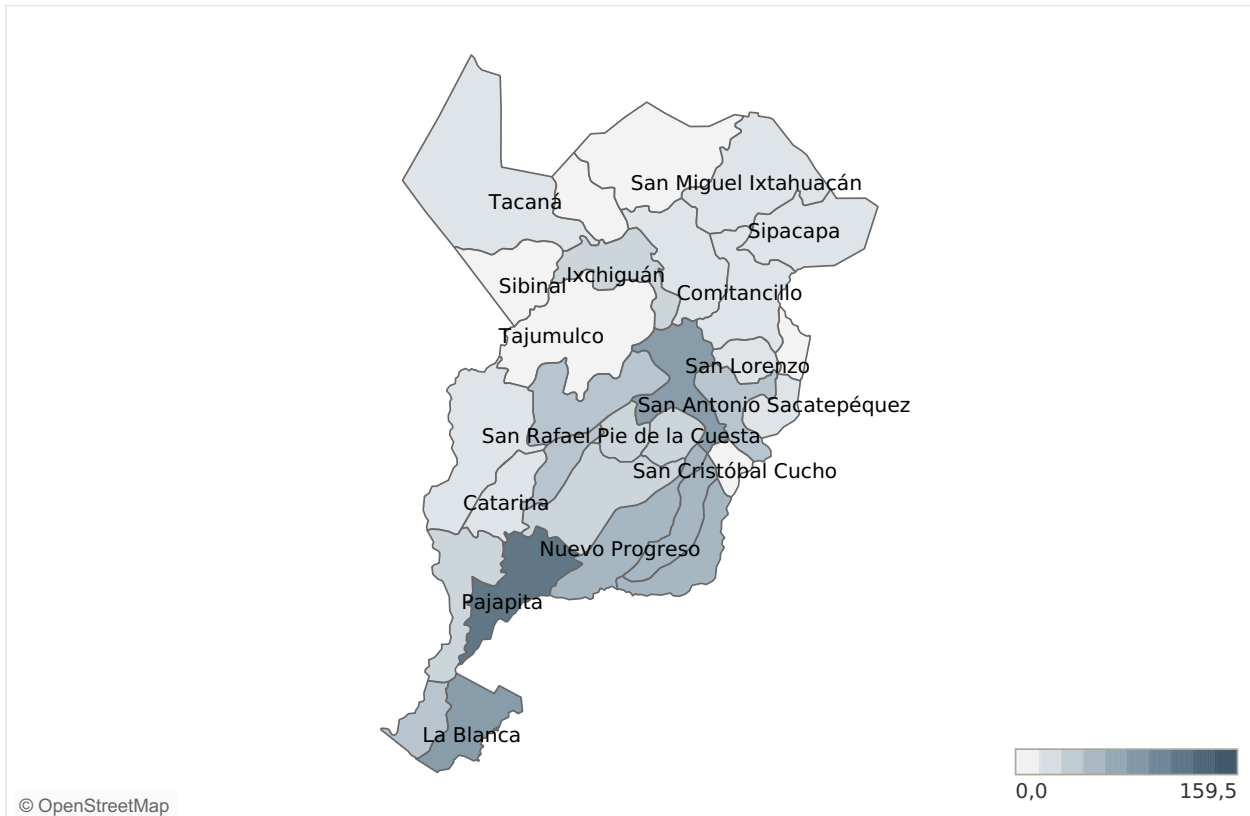 San Miguel Ixtahuacán
Tacaná
Sipacapa
Ixchiguán
Sibinal
Comitancillo
Tajumulco
San Lorenzo
San Antonio Sacatepéquez
San Rafael Pie de la Cuesta
San Cristóbal Cucho
Catarina
Nuevo Progreso
Pajapita
La Blanca
0,0 159,5
© OpenStreetMap